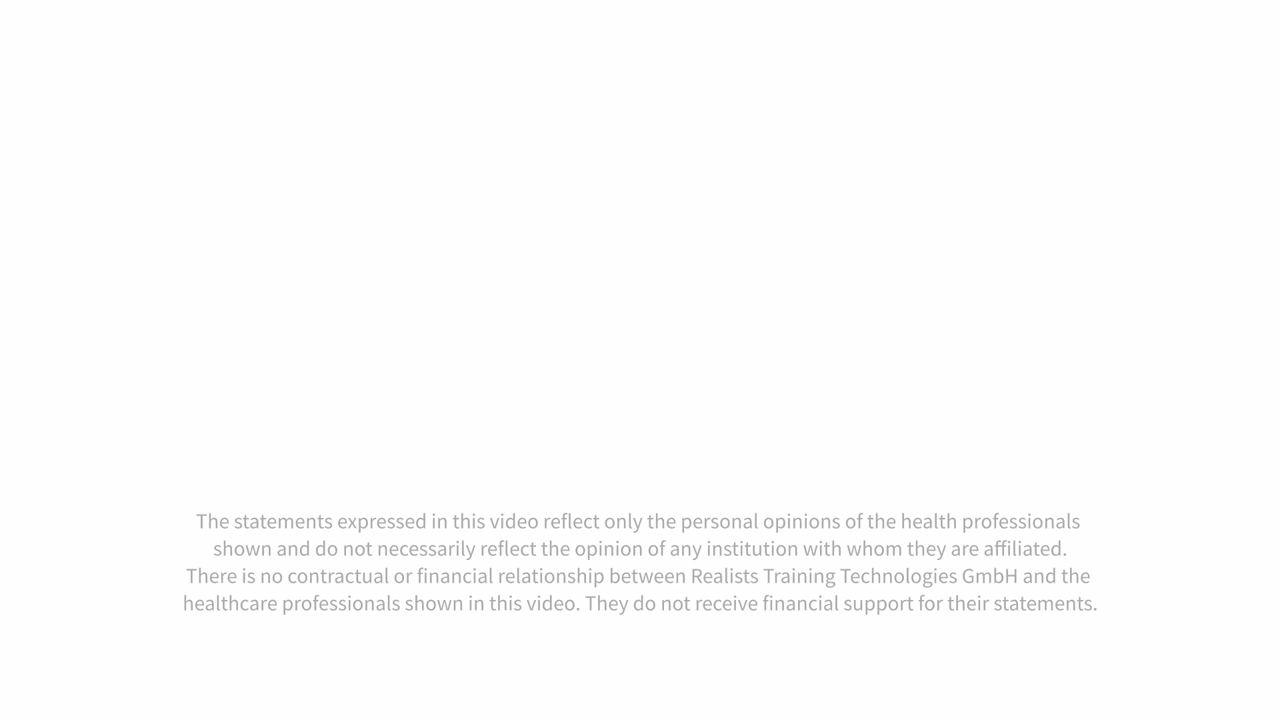 The statements expressed in this video reflect only the personal opinions of the health professionals
shown and do not necessarily reflect the opinion of any institution with whom they are affiliated.
There is no contractual or financial relationship between Realists Training Technologies GmbH and the
healthcare professionals shown in this video. They do not receive financial support for their statements.